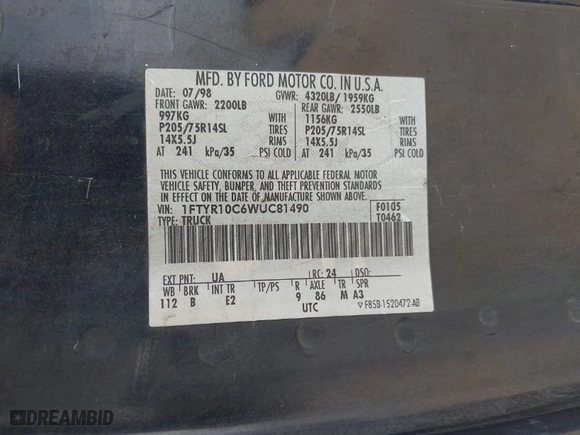 MFD. BY FORD MOTOR CO. IN U.S.A.
DATE: 07/98 GVWR: 4320LB/ 1959KG
FRONT GAWR: 2200LB REAR GAWR: 2550LB
997KG WITH 1156KG WITH
P205/75R14SL TIRES P205/75R14SL TIRES
14X5.5J RIMS 14X5.5J RIMS
AT 241 kPa/35 PSI COLD AT 241 kPa/35 PSI COLD
THIS VEHICLE CONFORMS TO ALL APPLICABLE FEDERAL MOTOR
VEHICLE SAFETY, BUMPER, AND THEFT PREVENTION STANDARDS
IN EFFECT ON THE DATE OF MANUFACTURE SHOWN ABOVE.
VIN: 1FTYR10C6WUC81490 F0105
TYPE: TRUCK T0462
EXT PNT: UA RC: 24 DSO:
WB BRK INT TR TP/PS R AXLE TR SPR
112 B E2 9 86 M A3
UTC ▽ F85B-1520472-AB
DREAMBID